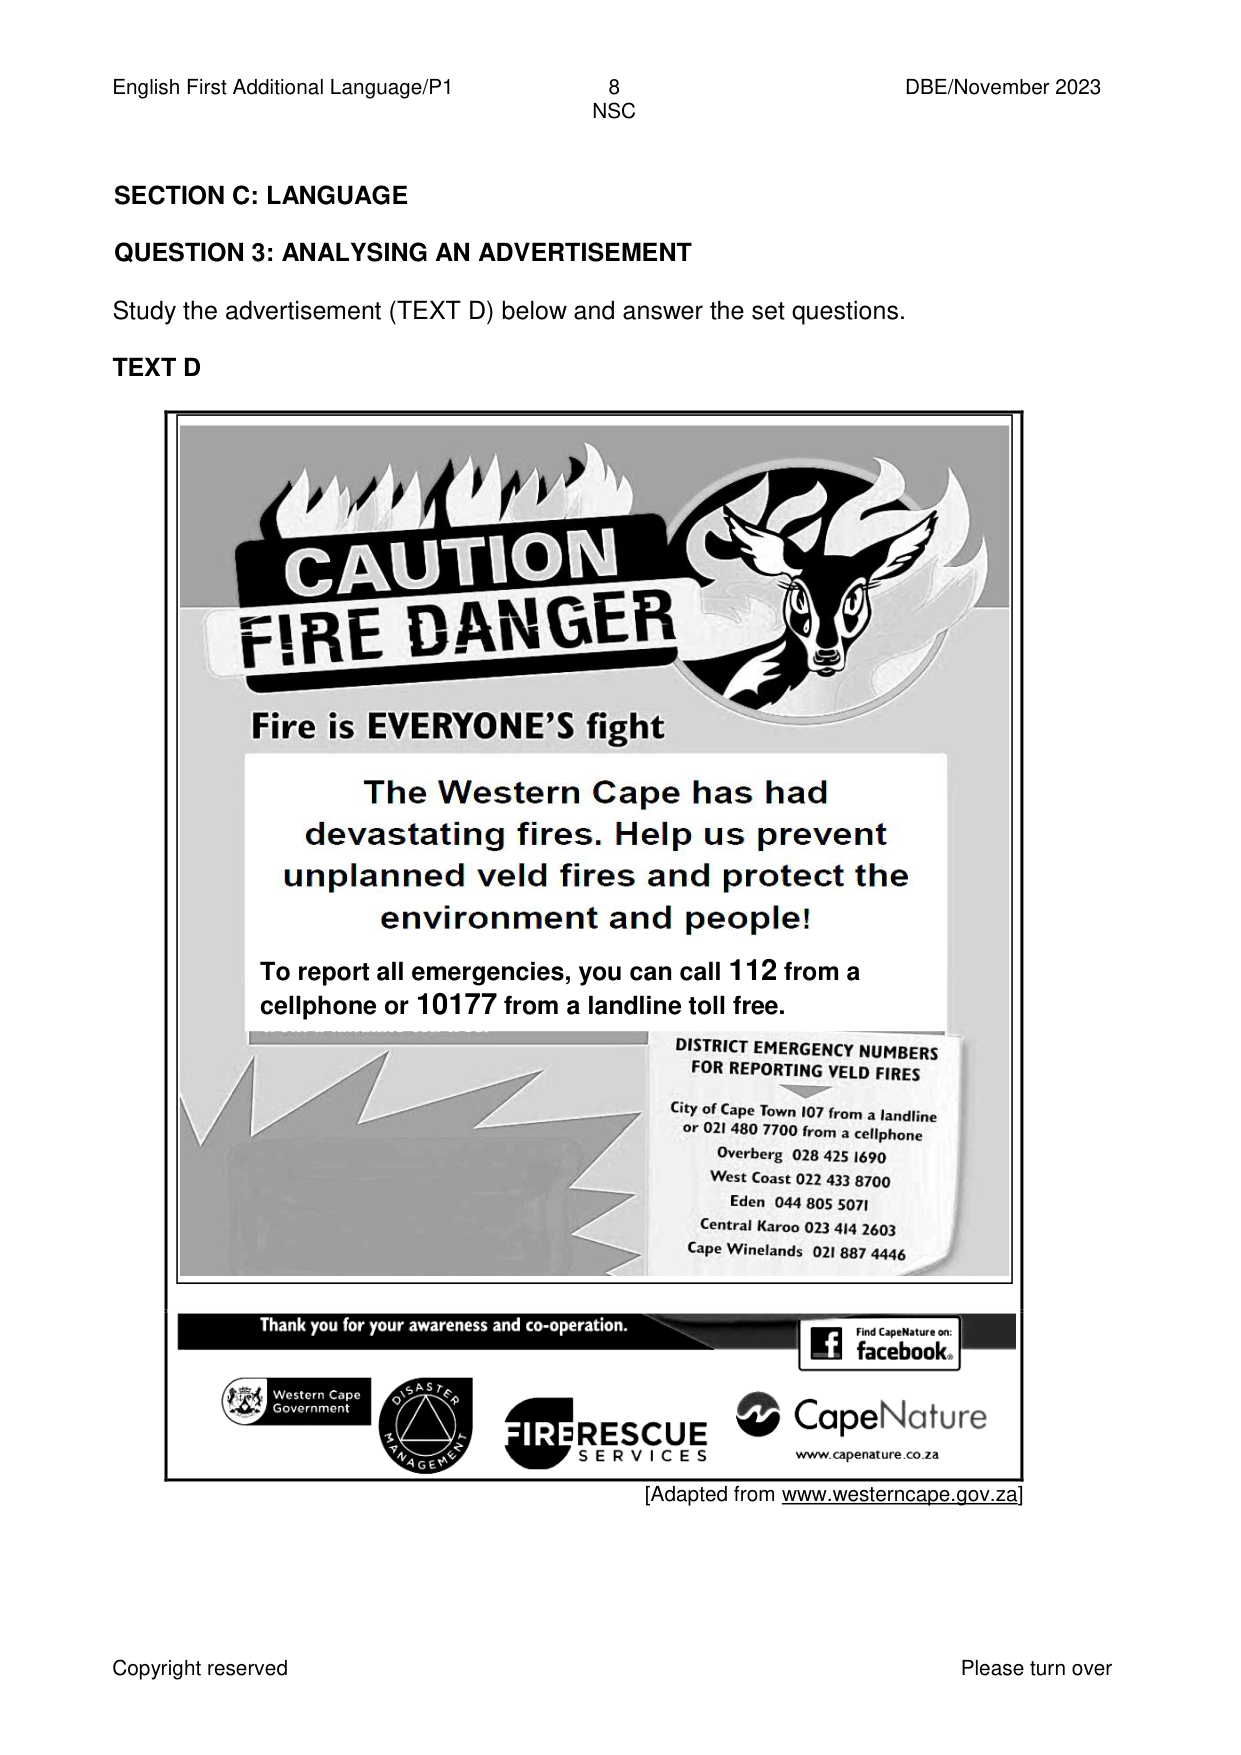 English First Additional Language/P1 8 DBE/November 2023
NSC
SECTION C: LANGUAGE
QUESTION 3: ANALYSING AN ADVERTISEMENT
Study the advertisement (TEXT D) below and answer the set questions.
TEXT D
CAUTION
FIRE DANGER
Fire is EVERYONE'S fight
The Western Cape has had
devastating fires. Help us prevent
unplanned veld fires and protect the
environment and people!
To report all emergencies, you can call 112 from a
cellphone or 10177 from a landline toll free.
DISTRICT EMERGENCY NUMBERS
FOR REPORTING VELD FIRES
City of Cape Town 107 from a landline
or 021 480 7700 from a cellphone
Overberg 028 425 1690
West Coast 022 433 8700
Eden 044 805 5071
Central Karoo 023 414 2603
Cape Winelands 021 887 4446
Thank you for your awareness and co-operation.
Find CapeNature on:
facebook®
Western Cape
Government
DISASTER
MANAGEMENT
FIRERESCUE
SERVICES
CapeNature
www.capenature.co.za
[Adapted from www.westerncape.gov.za]
Copyright reserved Please turn over